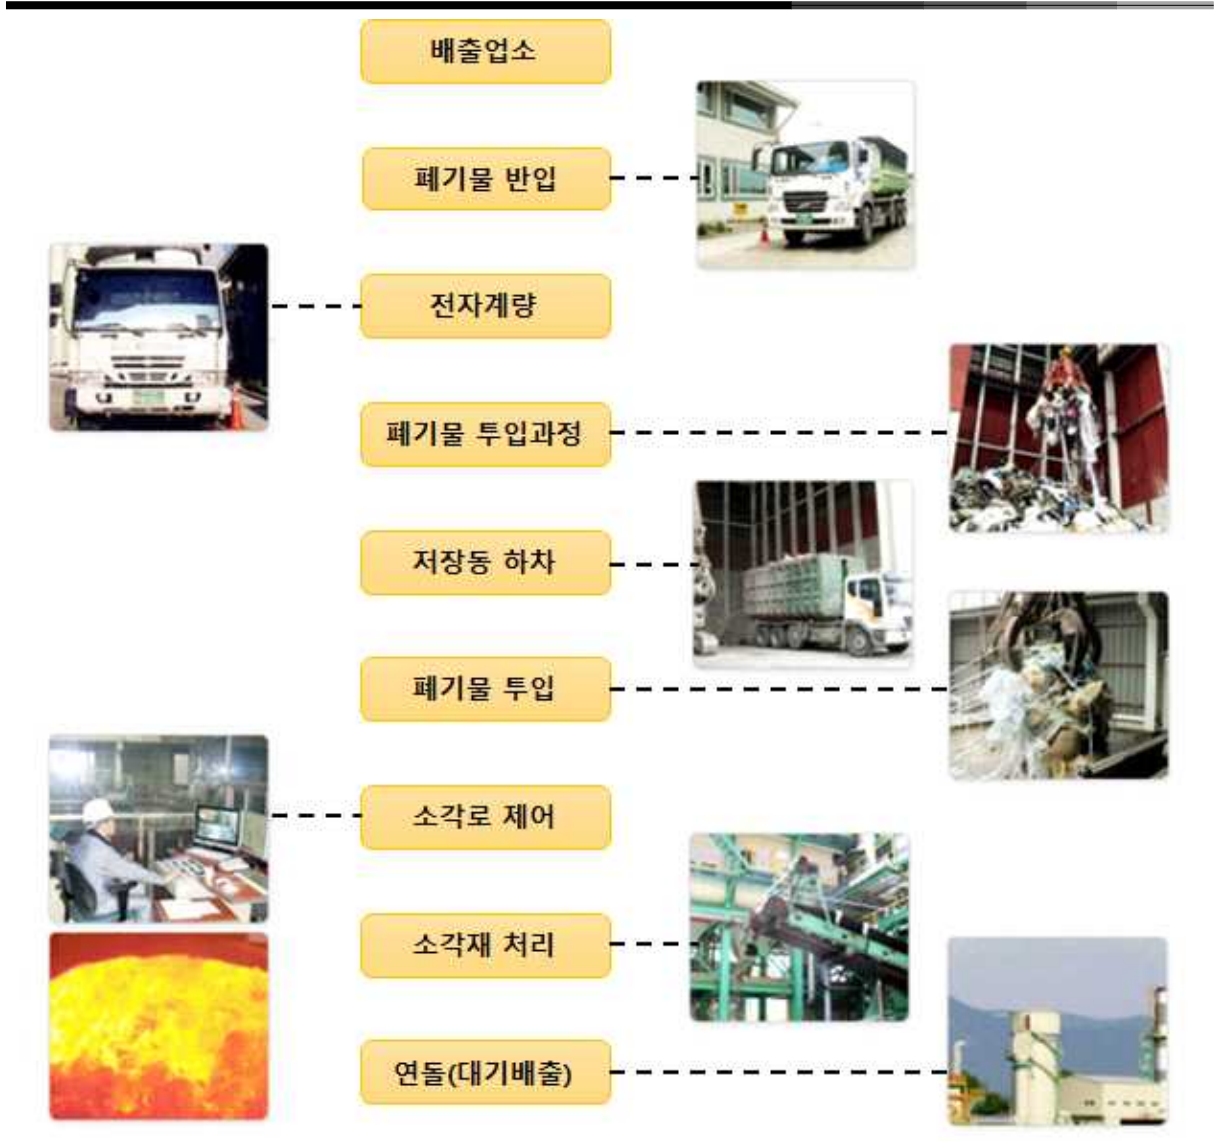 배출업소
폐기물 반입
전자계량
폐기물 투입과정
저장동 하차
폐기물 투입
소각로 제어
소각재 처리
연돌(대기배출)